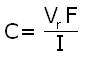 C = V_r F / I